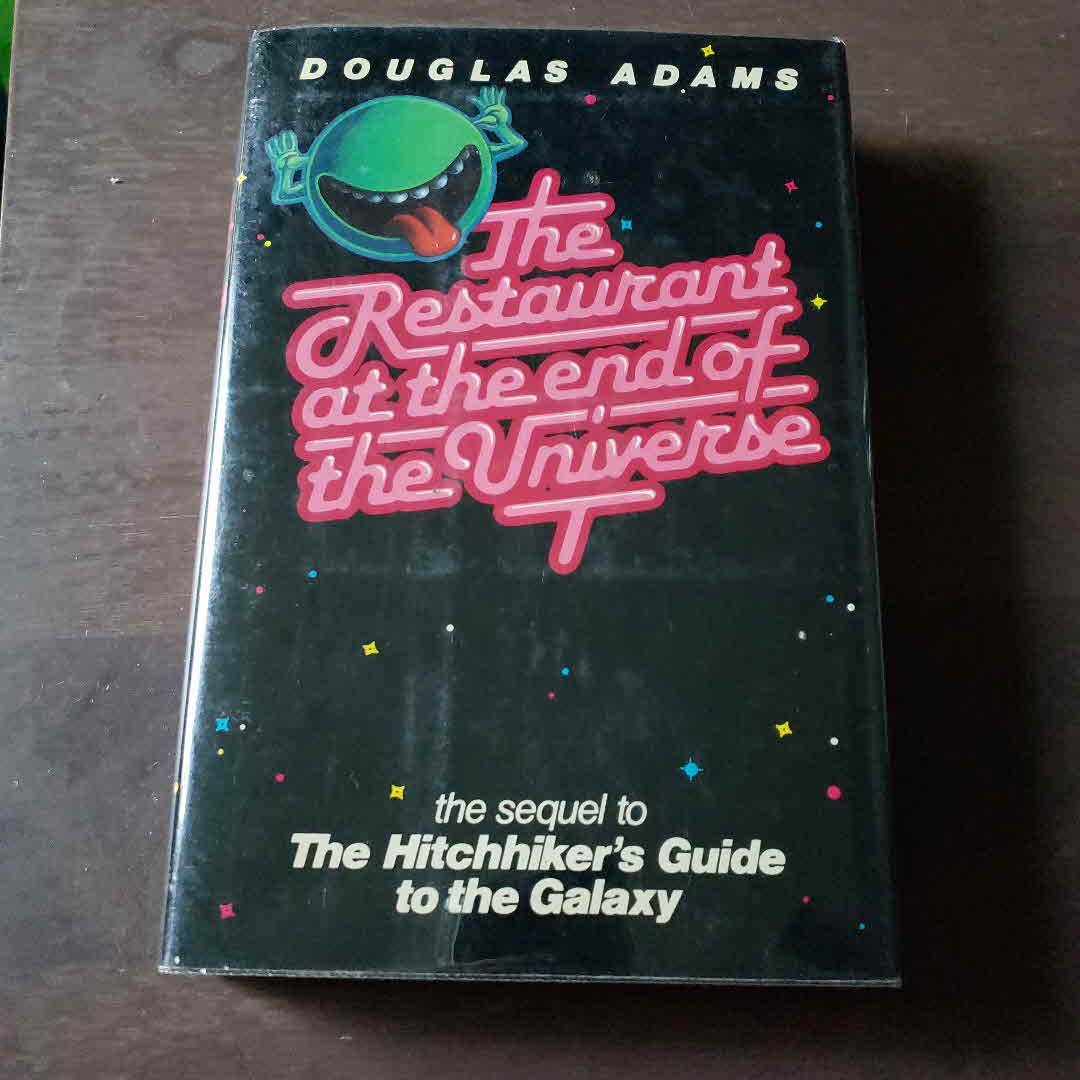 DOUGLAS ADAMS
The
Restaurant
at the end of
the Universe
the sequel to
The Hitchhiker's Guide
to the Galaxy